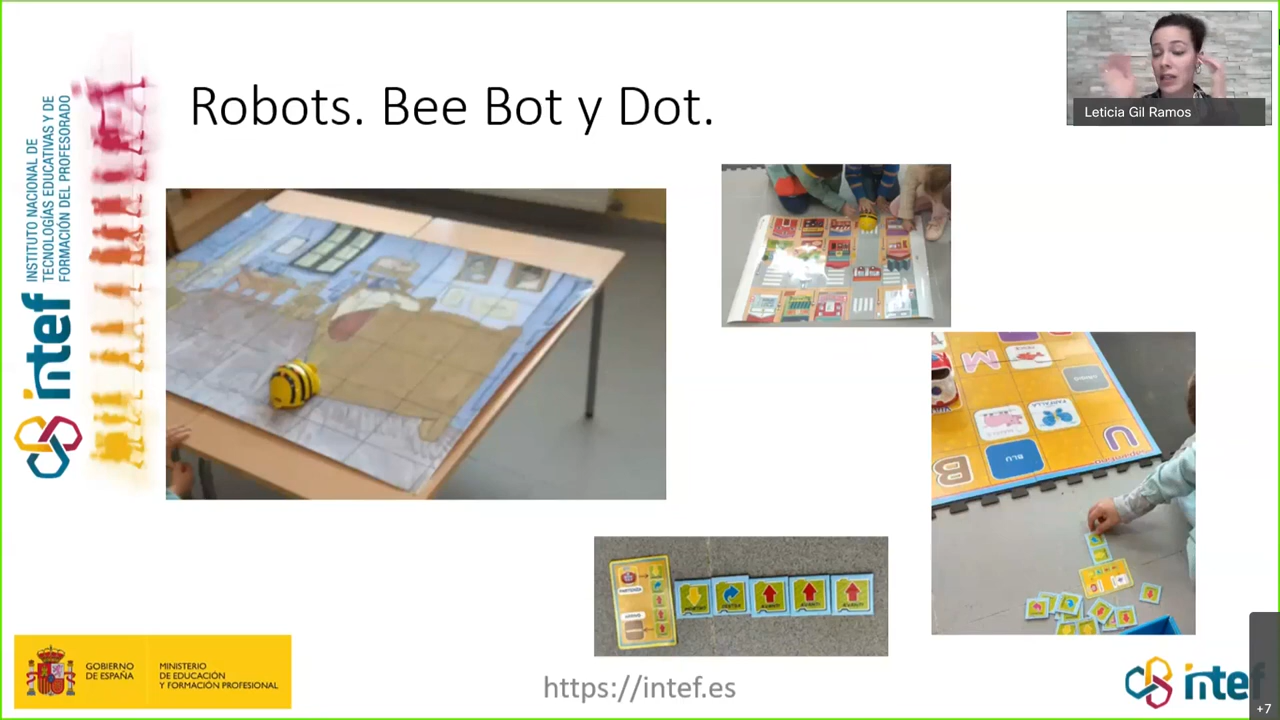 Robots. Bee Bot y Dot.
Leticia Gil Ramos
INSTITUTO NACIONAL DE
TECNOLOGÍAS EDUCATIVAS Y DE
FORMACIÓN DEL PROFESORADO
intef
M
U
B
BLU
GOBIERNO
DE ESPAÑA
MINISTERIO
DE EDUCACIÓN
Y FORMACIÓN PROFESIONAL
https://intef.es
intef
+7